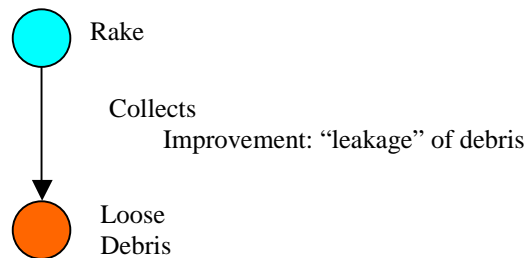 Rake
Collects
Improvement: “leakage” of debris
Loose
Debris